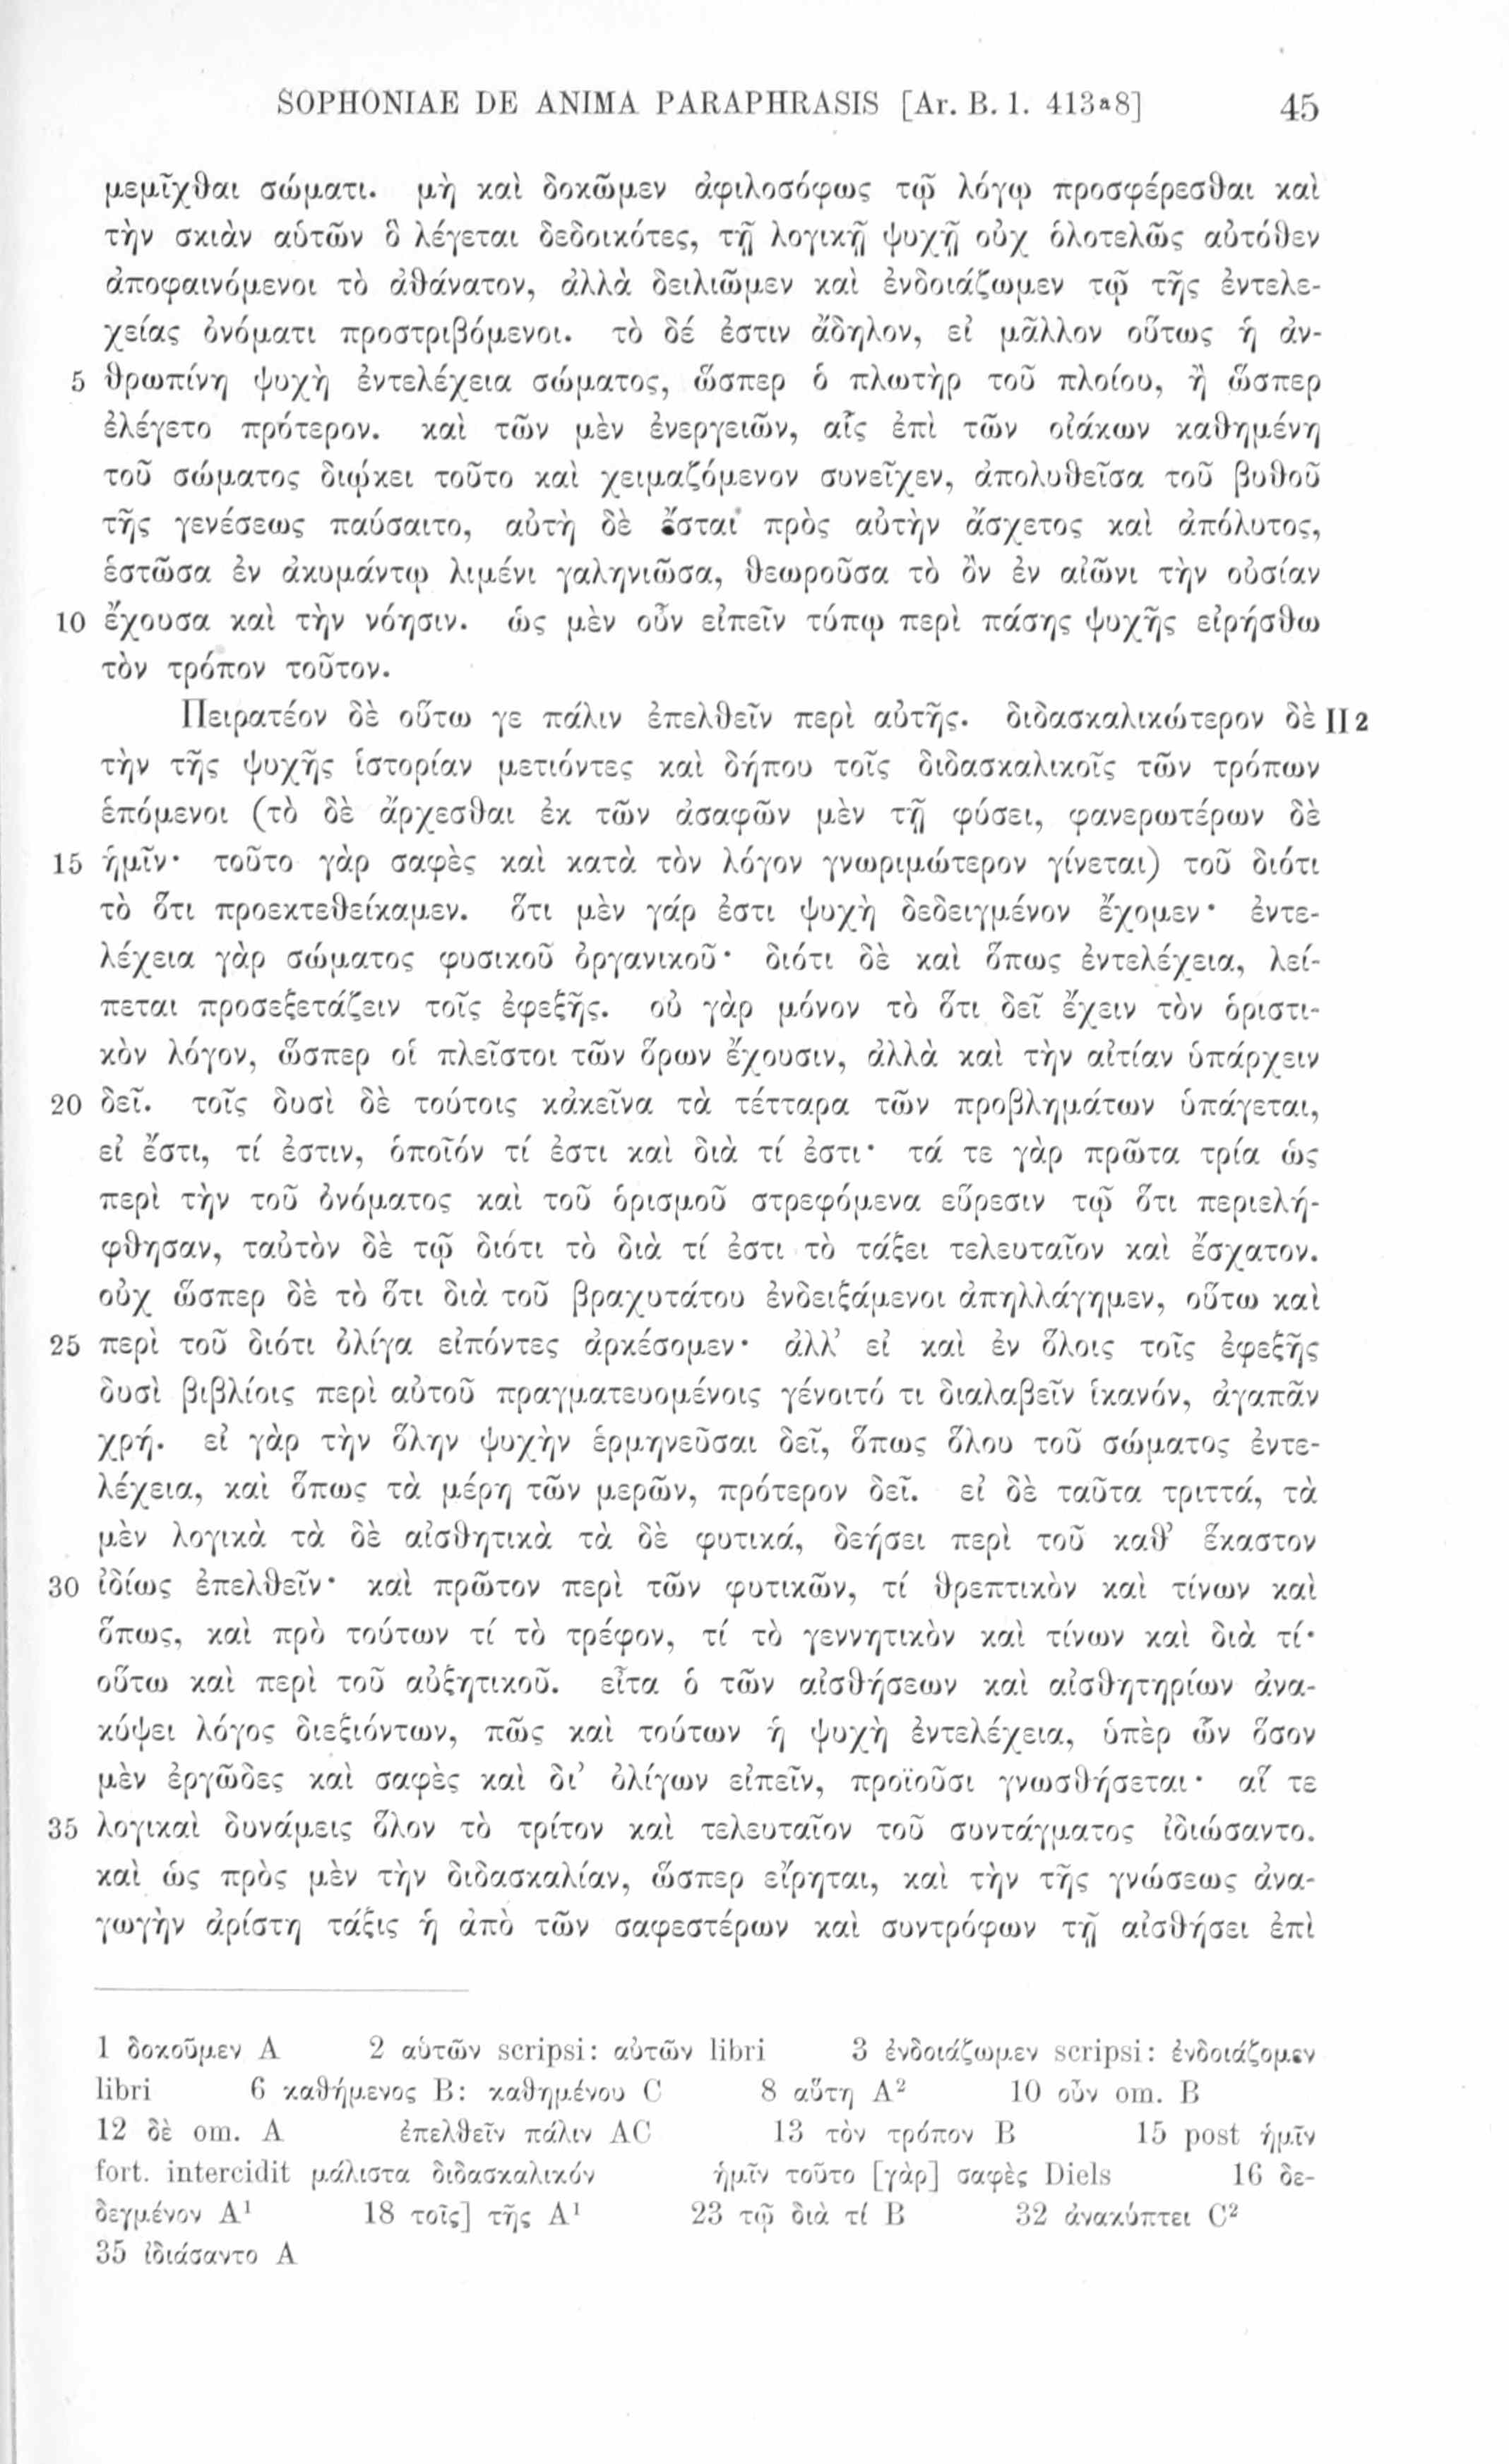 SOPHONIAE DE ANIMA PARAPHRASIS [Ar. B. 1. 413ᵃ8] 45
μεμῖχθαι σώματι. μὴ καὶ δοκῶμεν ἀφιλοσόφως τῷ λόγῳ προσφέρεσθαι καὶ
τὴν σκιὰν αὑτῶν ὃ λέγεται δεδοικότες, τῇ λογικῇ ψυχῇ οὐχ ὁλοτελῶς αὐτόθεν
ἀποφαινόμενοι τὸ ἀθάνατον, ἀλλὰ δειλιῶμεν καὶ ἐνδοιάζωμεν τῷ τῆς ἐντελε-
χείας ὀνόματι προστριβόμενοι. τὸ δέ ἐστιν ἄδηλον, εἰ μᾶλλον οὕτως ἡ ἀν-
5 θρωπίνη ψυχὴ ἐντελέχεια σώματος, ὥσπερ ὁ πλωτὴρ τοῦ πλοίου, ἢ ὥσπερ
ἐλέγετο πρότερον. καὶ τῶν μὲν ἐνεργειῶν, αἷς ἐπὶ τῶν οἰάκων καθημένη
τοῦ σώματος διῴκει τοῦτο καὶ χειμαζόμενον συνεῖχεν, ἀπολυθεῖσα τοῦ βυθοῦ
τῆς γενέσεως παύσαιτο, αὐτὴ δὲ ἔσται πρὸς αὐτὴν ἄσχετος καὶ ἀπόλυτος,
ἑστῶσα ἐν ἀκυμάντῳ λιμένι γαληνιῶσα, θεωροῦσα τὸ ὂν ἐν αἰῶνι τὴν οὐσίαν
10 ἔχουσα καὶ τὴν νόησιν. ὡς μὲν οὖν εἰπεῖν τύπῳ περὶ πάσης ψυχῆς εἰρήσθω
τὸν τρόπον τοῦτον.
Πειρατέον δὲ οὕτω γε πάλιν ἐπελθεῖν περὶ αὐτῆς. διδασκαλικώτερον δὲ II 2
τὴν τῆς ψυχῆς ἱστορίαν μετιόντες καὶ δήπου τοῖς διδασκαλικοῖς τῶν τρόπων
ἑπόμενοι (τὸ δὲ ἄρχεσθαι ἐκ τῶν ἀσαφῶν μὲν τῇ φύσει, φανερωτέρων δὲ
15 ἡμῖν· τοῦτο γὰρ σαφὲς καὶ κατὰ τὸν λόγον γνωριμώτερον γίνεται) τοῦ διότι
τὸ ὅτι προεκτεθείκαμεν. ὅτι μὲν γάρ ἐστι ψυχὴ δεδειγμένον ἔχομεν· ἐντε-
λέχεια γὰρ σώματος φυσικοῦ ὀργανικοῦ· διότι δὲ καὶ ὅπως ἐντελέχεια, λεί-
πεται προσεξετάζειν τοῖς ἐφεξῆς. οὐ γὰρ μόνον τὸ ὅτι δεῖ ἔχειν τὸν ὁριστι-
κὸν λόγον, ὥσπερ οἱ πλεῖστοι τῶν ὅρων ἔχουσιν, ἀλλὰ καὶ τὴν αἰτίαν ὑπάρχειν
20 δεῖ. τοῖς δυσὶ δὲ τούτοις κἀκεῖνα τὰ τέτταρα τῶν προβλημάτων ὑπάγεται,
εἰ ἔστι, τί ἐστιν, ὁποῖόν τί ἐστι καὶ διὰ τί ἐστι· τά τε γὰρ πρῶτα τρία ὡς
περὶ τὴν τοῦ ὀνόματος καὶ τοῦ ὁρισμοῦ στρεφόμενα εὕρεσιν τῷ ὅτι περιελή-
φθησαν, ταὐτὸν δὲ τῷ διότι τὸ διὰ τί ἐστι τὸ τάξει τελευταῖον καὶ ἔσχατον.
οὐχ ὥσπερ δὲ τὸ ὅτι διὰ τοῦ βραχυτάτου ἐνδειξάμενοι ἀπηλλάγημεν, οὕτω καὶ
25 περὶ τοῦ διότι ὀλίγα εἰπόντες ἀρκέσομεν· ἀλλ’ εἰ καὶ ἐν ὅλοις τοῖς ἐφεξῆς
δυσὶ βιβλίοις περὶ αὐτοῦ πραγματευομένοις γένοιτό τι διαλαβεῖν ἱκανόν, ἀγαπᾶν
χρή. εἰ γὰρ τὴν ὅλην ψυχὴν ἑρμηνεῦσαι δεῖ, ὅπως ὅλου τοῦ σώματος ἐντε-
λέχεια, καὶ ὅπως τὰ μέρη τῶν μερῶν, πρότερον δεῖ. εἰ δὲ ταῦτα τριττά, τὰ
μὲν λογικὰ τὰ δὲ αἰσθητικὰ τὰ δὲ φυτικά, δεήσει περὶ τοῦ καθ’ ἕκαστον
30 ἰδίως ἐπελθεῖν· καὶ πρῶτον περὶ τῶν φυτικῶν, τί θρεπτικὸν καὶ τίνων καὶ
ὅπως, καὶ πρὸ τούτων τί τὸ τρέφον, τί τὸ γεννητικὸν καὶ τίνων καὶ διὰ τί·
οὕτω καὶ περὶ τοῦ αὐξητικοῦ. εἶτα ὁ τῶν αἰσθήσεων καὶ αἰσθητηρίων ἀνα-
κύψει λόγος διεξιόντων, πῶς καὶ τούτων ἡ ψυχὴ ἐντελέχεια, ὑπὲρ ὧν ὅσον
μὲν ἐργῶδες καὶ σαφὲς καὶ δι’ ὀλίγων εἰπεῖν, προϊοῦσι γνωσθήσεται· αἵ τε
35 λογικαὶ δυνάμεις ὅλον τὸ τρίτον καὶ τελευταῖον τοῦ συντάγματος ἰδιώσαντο.
καὶ ὡς πρὸς μὲν τὴν διδασκαλίαν, ὥσπερ εἴρηται, καὶ τὴν τῆς γνώσεως ἀνα-
γωγὴν ἀρίστη τάξις ἡ ἀπὸ τῶν σαφεστέρων καὶ συντρόφων τῇ αἰσθήσει ἐπὶ
1 δοκοῦμεν A 2 αὑτῶν scripsi: αὐτῶν libri 3 ἐνδοιάζωμεν scripsi: ἐνδοιάζομεν
libri 6 καθήμενος B: καθημένου C 8 αὕτη A² 10 οὖν om. B
12 δὲ om. A ἐπελθεῖν πάλιν AC 13 τὸν τρόπον B 15 post ἡμῖν
fort. intercidit μάλιστα διδασκαλικόν ἡμῖν τοῦτο [γὰρ] σαφὲς Diels 16 δε-
δεγμένον A¹ 18 τοῖς] τῆς A¹ 23 τῷ διὰ τί B 32 ἀνακύπτει C²
35 ἰδιάσαντο A